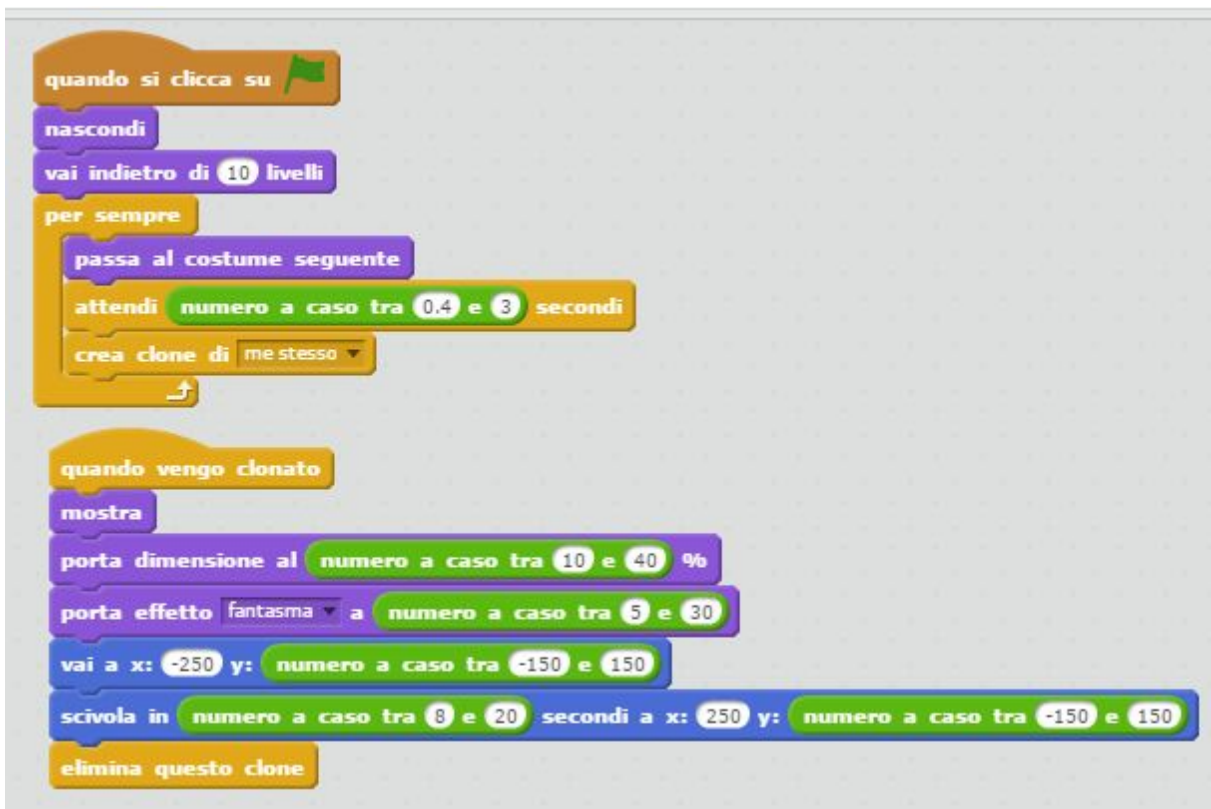 quando si clicca su
nascondi
vai indietro di 10 livelli
per sempre
passa al costume seguente
attendi numero a caso tra 0.4 e 3 secondi
crea clone di me stesso
quando vengo clonato
mostra
porta dimensione al numero a caso tra 10 e 40 %
porta effetto fantasma a numero a caso tra 5 e 30
vai a x: -250 y: numero a caso tra -150 e 150
scivola in numero a caso tra 8 e 20 secondi a x: 250 y: numero a caso tra -150 e 150
elimina questo clone